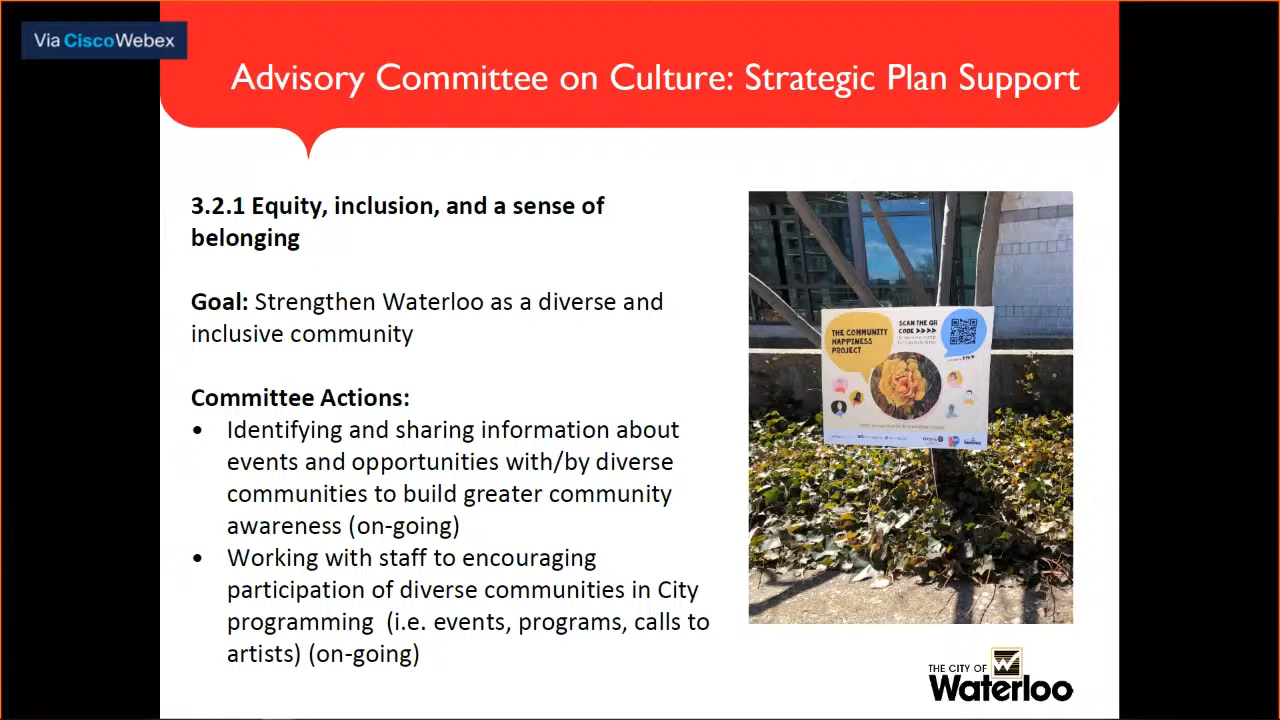 Via CiscoWebex
Advisory Committee on Culture: Strategic Plan Support
3.2.1 Equity, inclusion, and a sense of
belonging
Goal: Strengthen Waterloo as a diverse and
inclusive community
Committee Actions:
• Identifying and sharing information about
events and opportunities with/by diverse
communities to build greater community
awareness (on-going)
• Working with staff to encouraging
participation of diverse communities in City
programming (i.e. events, programs, calls to
artists) (on-going)
THE COMMUNITY
HAPPINESS
PROJECT
SCAN THE QR
CODE >>>>
THE CITY OF
Waterloo